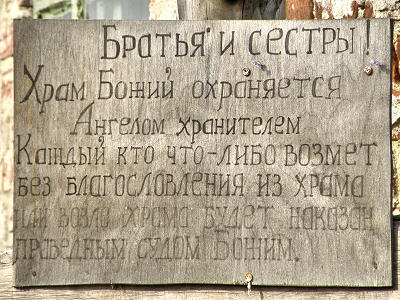 Братья и сестры!
Храм Божий охраняется
Ангелом хранителем
Каждый кто что-либо возмет
без благословления из храма
или возле храма будет наказан
праведным судом Божим.